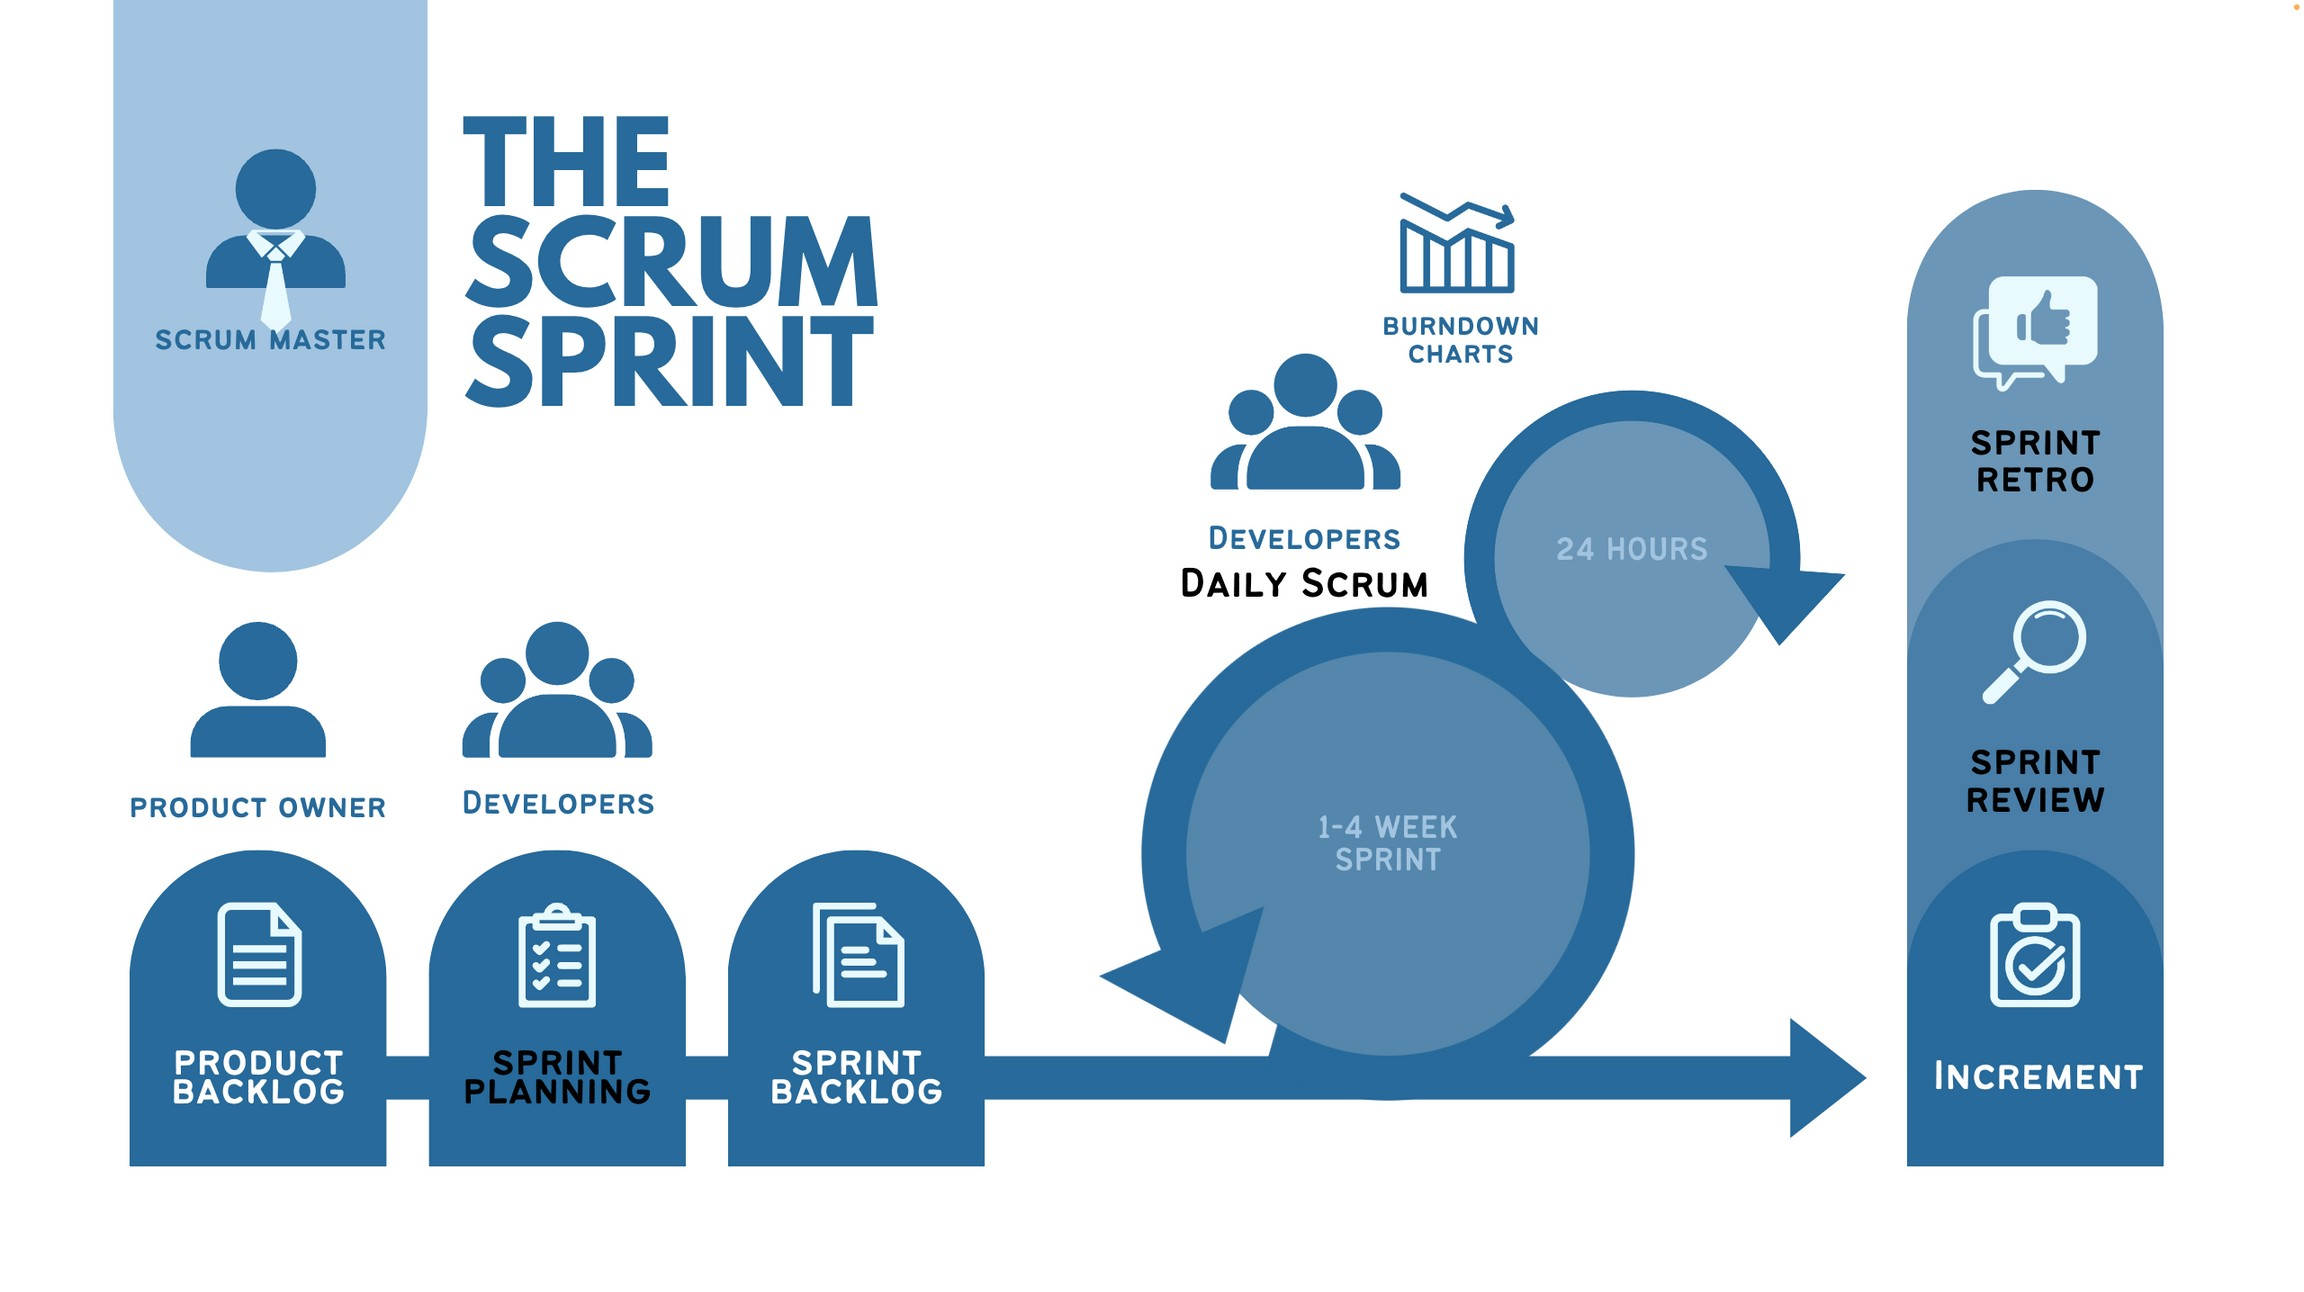 THE
SCRUM
SPRINT
SCRUM MASTER
BURNDOWN
CHARTS
DEVELOPERS
DAILY SCRUM
24 HOURS
1-4 WEEK
SPRINT
PRODUCT OWNER
DEVELOPERS
PRODUCT
BACKLOG
SPRINT
PLANNING
SPRINT
BACKLOG
SPRINT
RETRO
SPRINT
REVIEW
INCREMENT